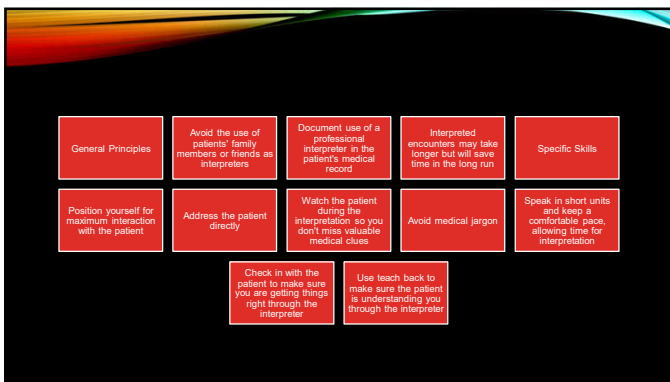 General Principles
Avoid the use of
patients' family
members or friends as
interpreters
Document use of a
professional
interpreter in the
patient's medical
record
Interpreted
encounters may take
longer but will save
time in the long run
Specific Skills
Position yourself for
maximum interaction
with the patient
Address the patient
directly
Watch the patient
during the
interpretation so you
don't miss valuable
medical clues
Avoid medical jargon
Speak in short units
and keep a
comfortable pace,
allowing time for
interpretation
Check in with the
patient to make sure
you are getting things
right through the
interpreter
Use teach back to
make sure the patient
is understanding you
through the interpreter